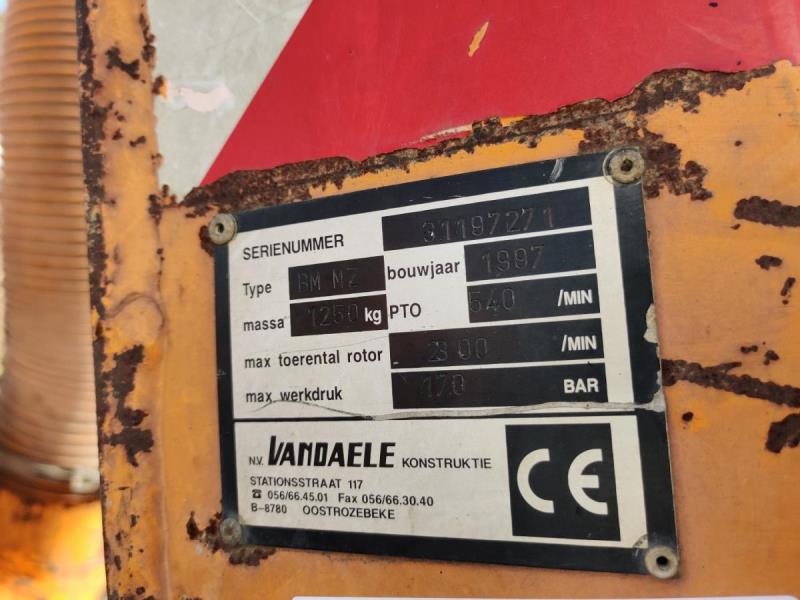 SERIENUMMER 31197271
Type BM MZ bouwjaar 1997
massa 1250 kg PTO 540 /MIN
max toerental rotor 2300 /MIN
max werkdruk 170 BAR
N.V. VANDAELE KONSTRUKTIE
STATIONSSTRAAT 117
☎ 056/66.45.01 Fax 056/66.30.40
B-8780 OOSTROZEBEKE
CE